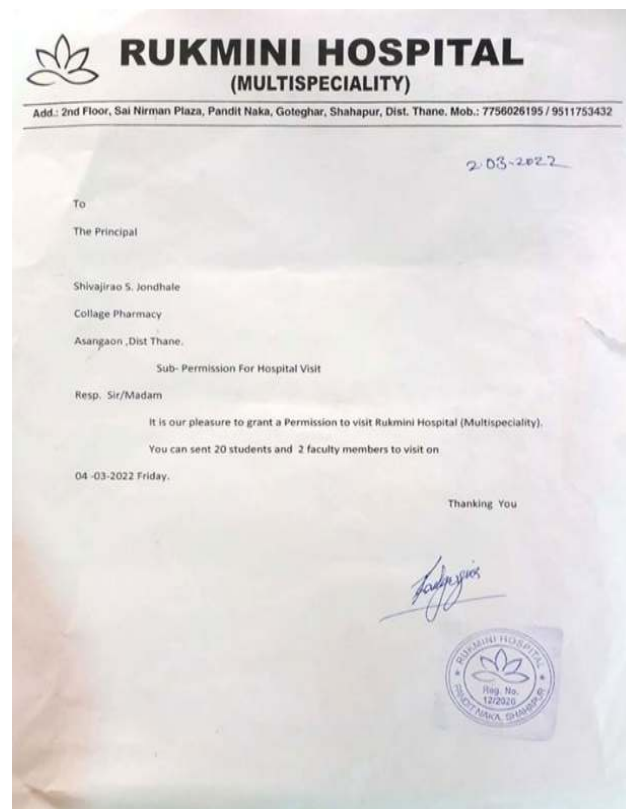 RUKMINI HOSPITAL
(MULTISPECIALITY)
Add.: 2nd Floor, Sai Nirman Plaza, Pandit Naka, Goteghar, Shahapur, Dist. Thane. Mob.: 7756026195 / 9511753432
2-03-2022
To
The Principal
Shivajirao S. Jondhale
Collage Pharmacy
Asangaon ,Dist Thane.
Sub- Permission For Hospital Visit
Resp. Sir/Madam
It is our pleasure to grant a Permission to visit Rukmini Hospital (Multispeciality).
You can sent 20 students and 2 faculty members to visit on
04 -03-2022 Friday.
Thanking You
RUKMINI HOSPITAL
Reg. No.
12/2020
PANDIT NAKA, SHAHAPUR